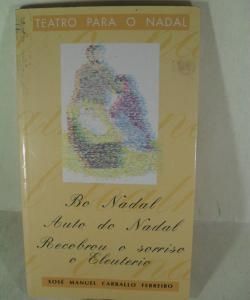 TEATRO PARA O NADAL
Bo Nadal
Auto do Nadal
Recobrou o sorriso
o Eleuterio
XOSÉ MANUEL CARBALLO FERREIRO